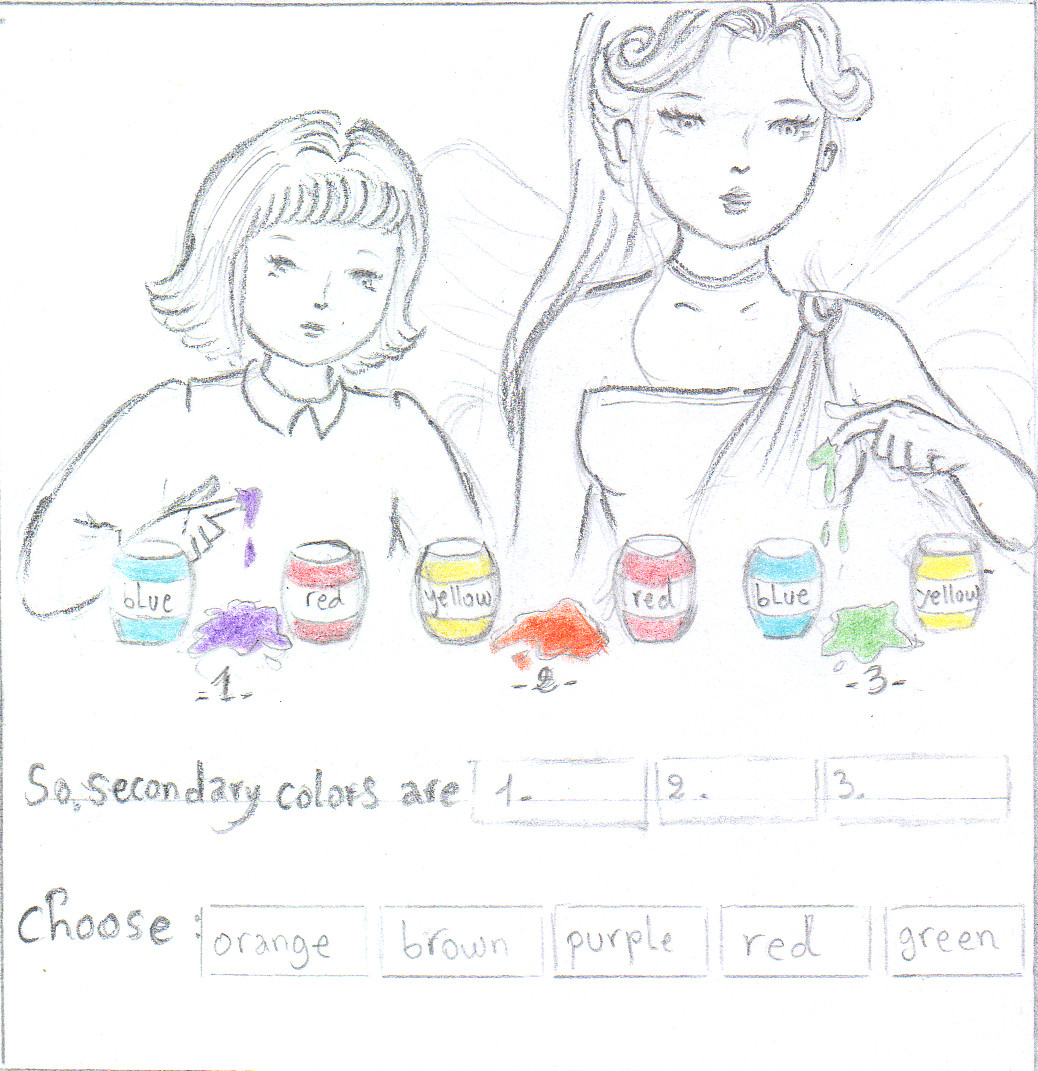 blue red yellow red blue yellow
-1- -2- -3-
So, secondary colors are 1. 2. 3.
Choose : orange brown purple red green